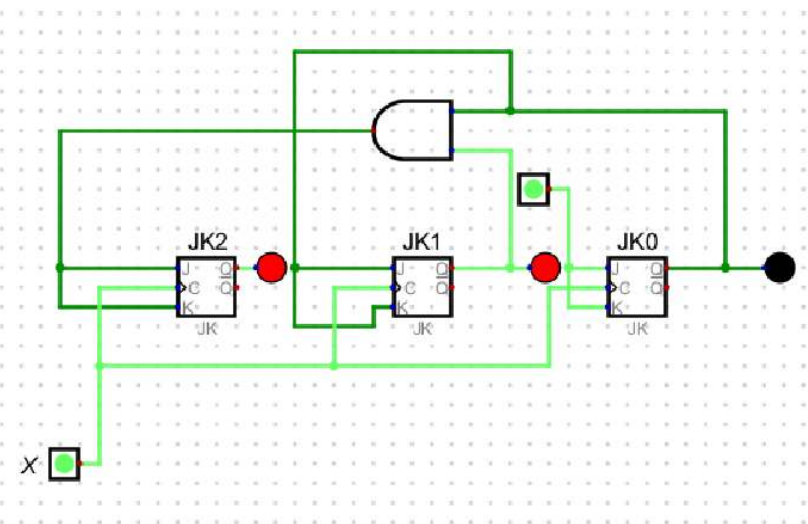 JK2 JK1 JK0
J Q J Q J Q
C Q C Q C Q
K K K
JK JK JK
X